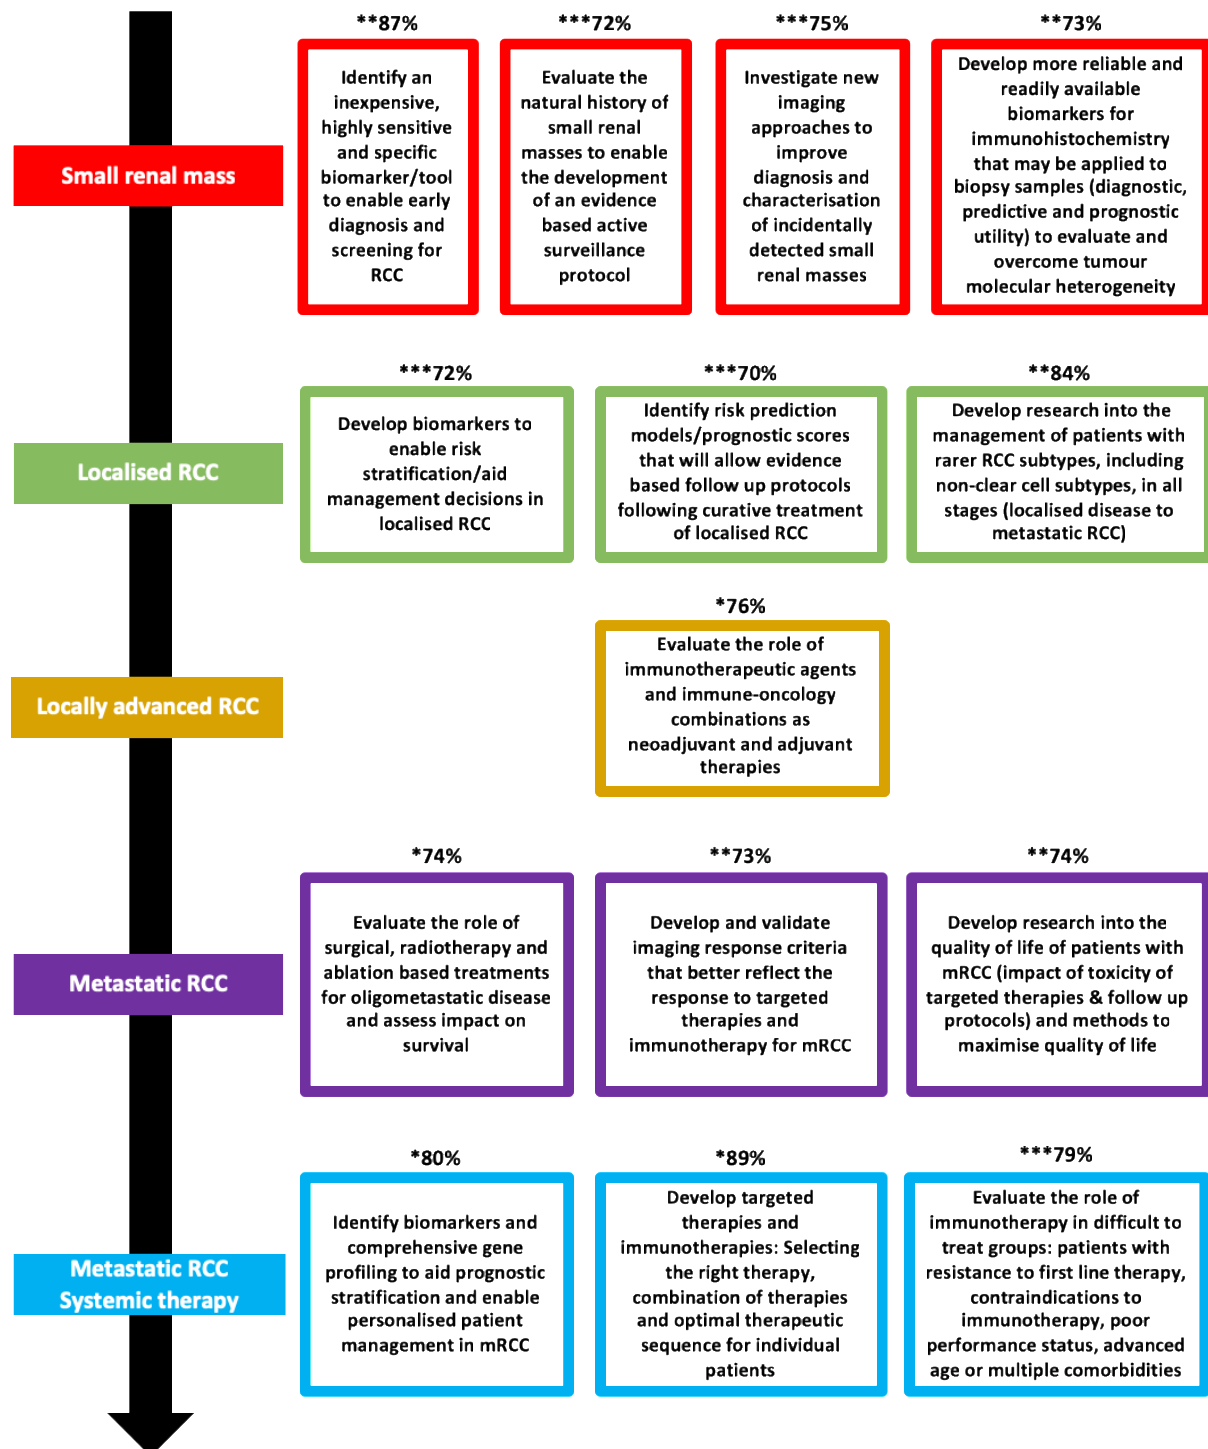 **87%
***72%
***75%
**73%
Small renal mass
Identify an
inexpensive,
highly sensitive
and specific
biomarker/tool
to enable early
diagnosis and
screening for
RCC
Evaluate the
natural history of
small renal
masses to enable
the development
of an evidence
based active
surveillance
protocol
Investigate new
imaging
approaches to
improve
diagnosis and
characterisation
of incidentally
detected small
renal masses
Develop more reliable and
readily available
biomarkers for
immunohistochemistry
that may be applied to
biopsy samples (diagnostic,
predictive and prognostic
utility) to evaluate and
overcome tumour
molecular heterogeneity
***72%
***70%
**84%
Localised RCC
Develop biomarkers to
enable risk
stratification/aid
management decisions in
localised RCC
Identify risk prediction
models/prognostic scores
that will allow evidence
based follow up protocols
following curative treatment
of localised RCC
Develop research into the
management of patients with
rarer RCC subtypes, including
non-clear cell subtypes, in all
stages (localised disease to
metastatic RCC)
*76%
Locally advanced RCC
Evaluate the role of
immunotherapeutic agents
and immune-oncology
combinations as
neoadjuvant and adjuvant
therapies
*74%
**73%
**74%
Metastatic RCC
Evaluate the role of
surgical, radiotherapy and
ablation based treatments
for oligometastatic disease
and assess impact on
survival
Develop and validate
imaging response criteria
that better reflect the
response to targeted
therapies and
immunotherapy for mRCC
Develop research into the
quality of life of patients with
mRCC (impact of toxicity of
targeted therapies & follow up
protocols) and methods to
maximise quality of life
*80%
*89%
***79%
Metastatic RCC
Systemic therapy
Identify biomarkers and
comprehensive gene
profiling to aid prognostic
stratification and enable
personalised patient
management in mRCC
Develop targeted
therapies and
immunotherapies: Selecting
the right therapy,
combination of therapies
and optimal therapeutic
sequence for individual
patients
Evaluate the role of
immunotherapy in difficult to
treat groups: patients with
resistance to first line therapy,
contraindications to
immunotherapy, poor
performance status, advanced
age or multiple comorbidities